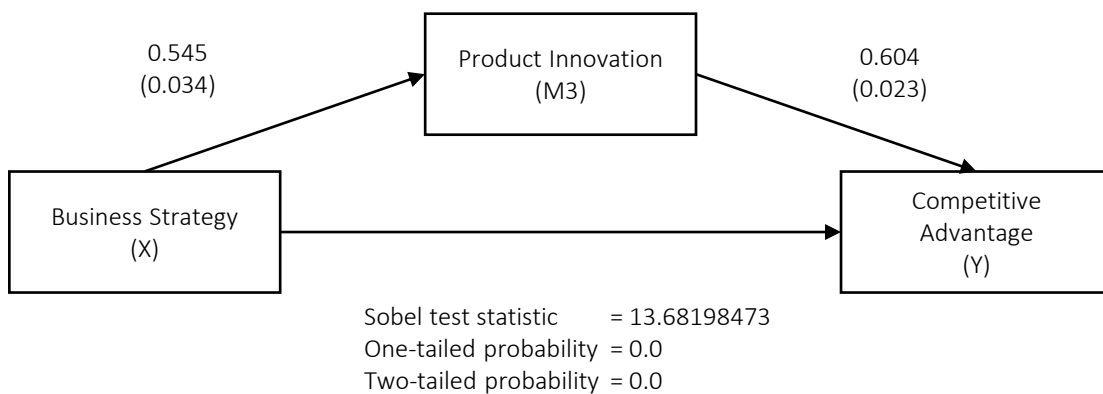 0.545
(0.034)
Product Innovation
(M3)
0.604
(0.023)
Business Strategy
(X)
Competitive
Advantage
(Y)
Sobel test statistic = 13.68198473
One-tailed probability = 0.0
Two-tailed probability = 0.0